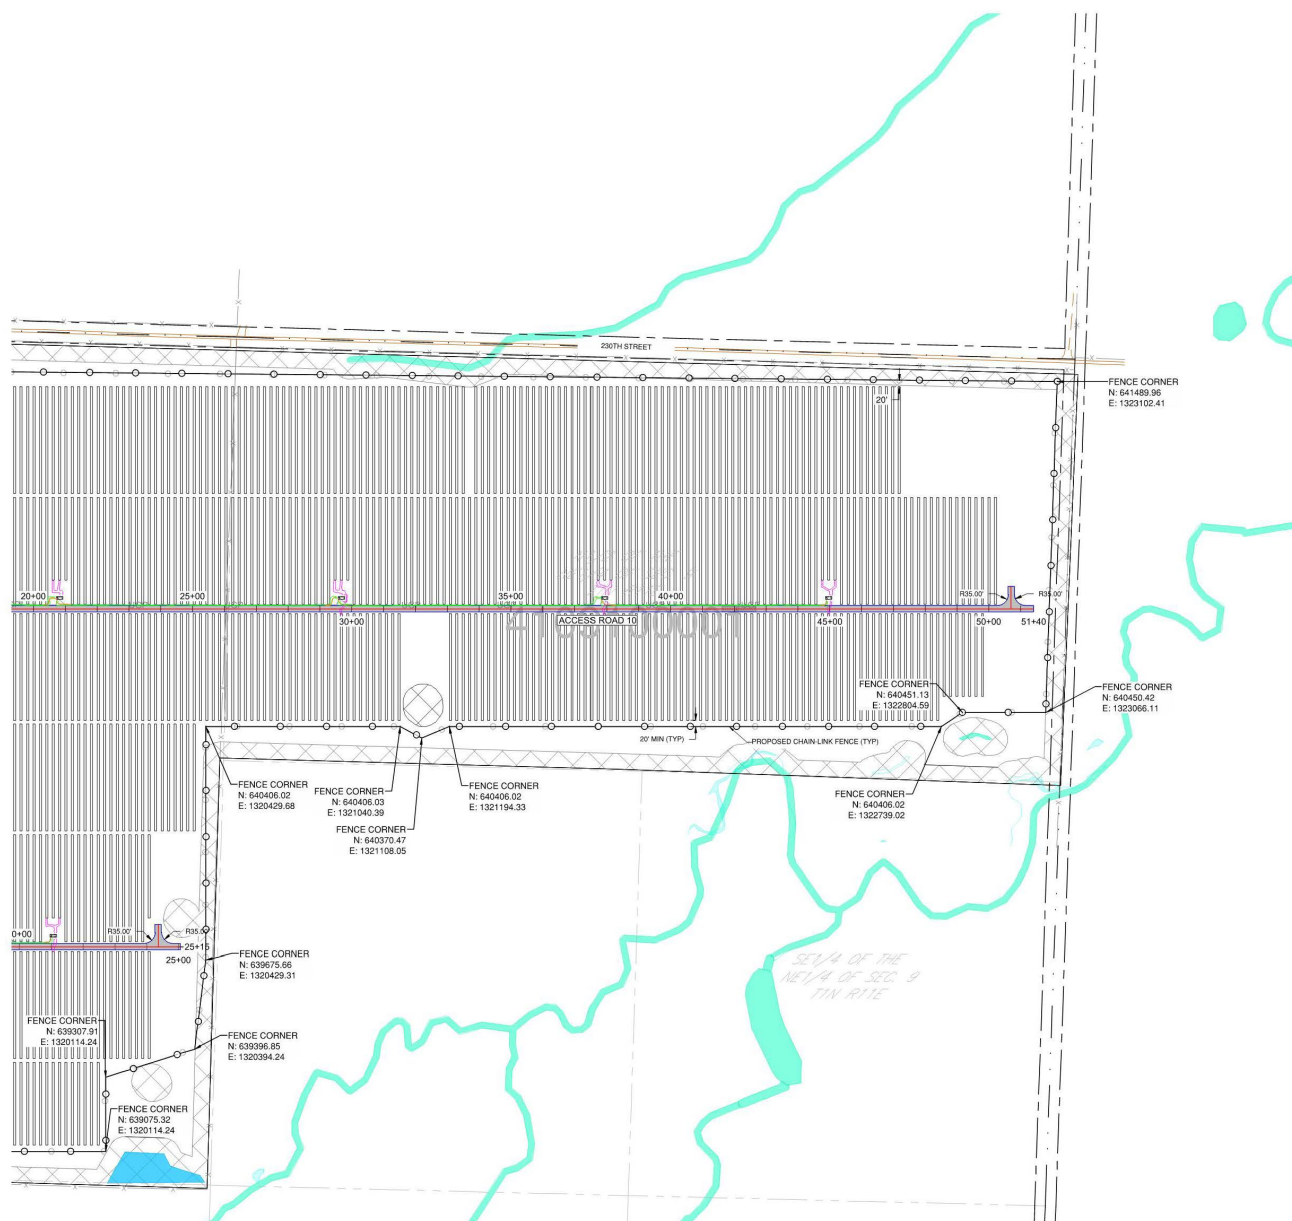 230TH STREET
FENCE CORNER
N: 641489.96
E: 1323102.41
20'
20+00
25+00
35+00
40+00
R35.00'
R35.00'
30+00
ACCESS ROAD 10
45+00
50+00
51+40
FENCE CORNER
N: 640451.13
E: 1322804.59
FENCE CORNER
N: 640450.42
E: 1323066.11
20' MIN (TYP)
PROPOSED CHAIN-LINK FENCE (TYP)
FENCE CORNER
N: 640406.02
E: 1320429.68
FENCE CORNER
N: 640406.03
E: 1321040.39
FENCE CORNER
N: 640406.02
E: 1321194.33
FENCE CORNER
N: 640406.02
E: 1322739.02
FENCE CORNER
N: 640370.47
E: 1321108.05
0+00
R35.00'
R35.0
25+15
25+00
FENCE CORNER
N: 639675.66
E: 1320429.31
SE1/4 OF THE
NE1/4 OF SEC. 9
T1N R11E
FENCE CORNER
N: 639307.91
E: 1320114.24
FENCE CORNER
N: 639396.85
E: 1320394.24
FENCE CORNER
N: 639075.32
E: 1320114.24